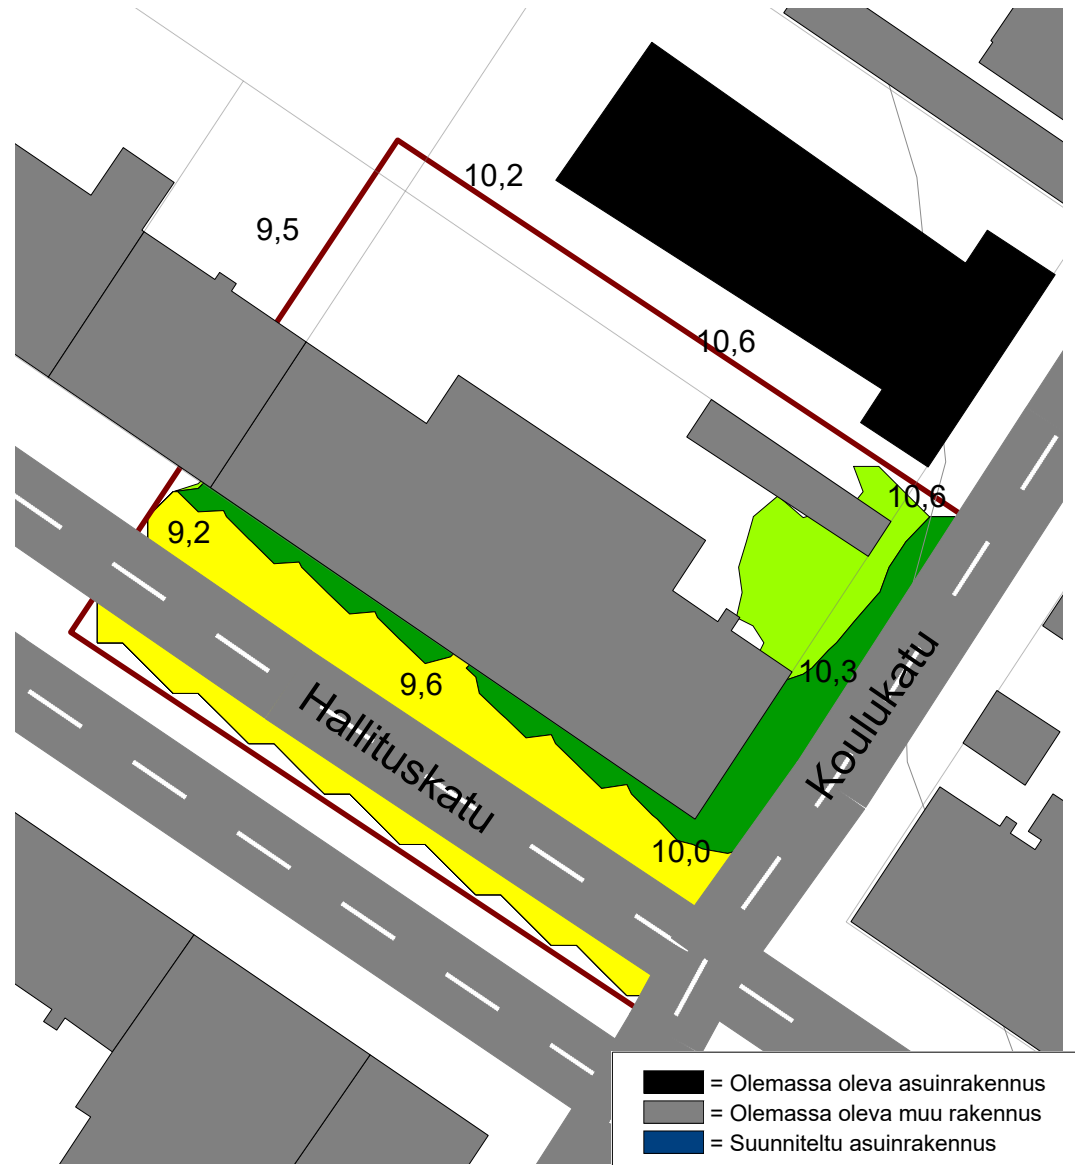 10,2
9,5
10,6
10,6
9,2
10,3
9,6
Hallituskatu
Koulukatu
10,0
= Olemassa oleva asuinrakennus
= Olemassa oleva muu rakennus
= Suunniteltu asuinrakennus